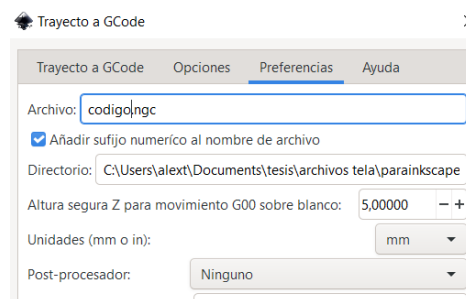 Trayecto a GCode
Trayecto a GCode Opciones Preferencias Ayuda
Archivo: codigo.ngc
Añadir sufijo numeríco al nombre de archivo
Directorio: C:\Users\alext\Documents\tesis\archivos tela\parainkscape
Altura segura Z para movimiento G00 sobre blanco: 5,00000 - +
Unidades (mm o in): mm
Post-procesador: Ninguno